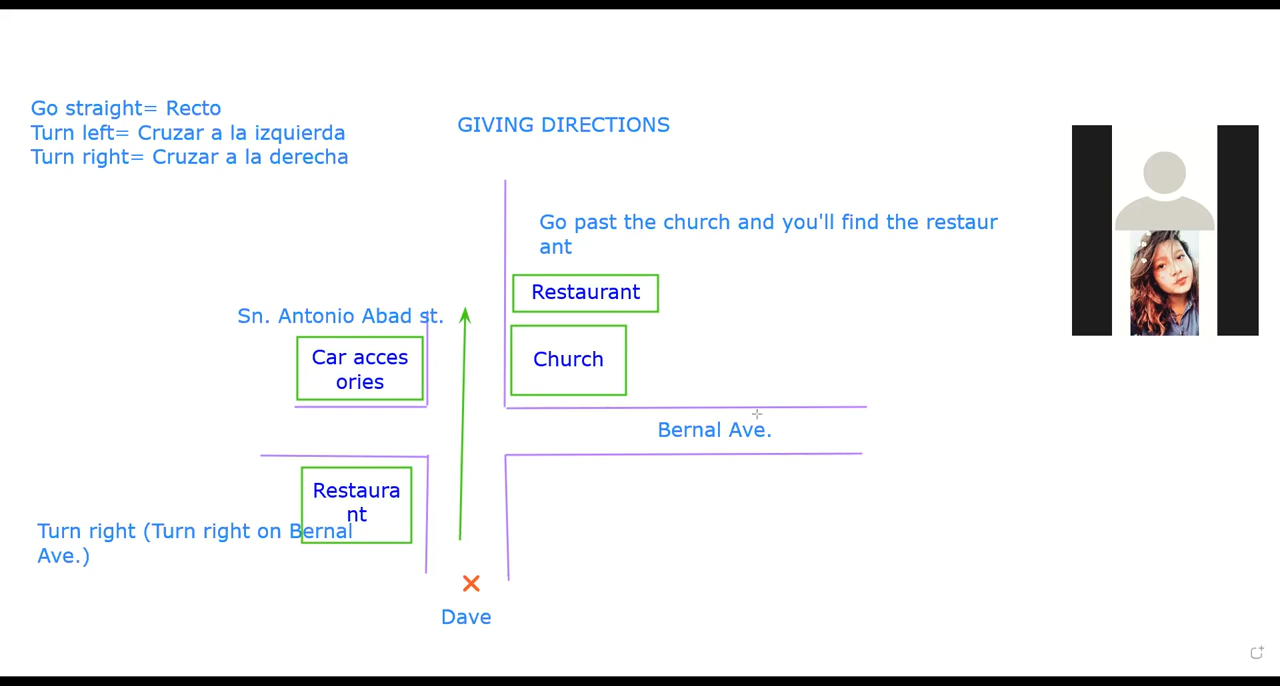 Go straight= Recto
Turn left= Cruzar a la izquierda
Turn right= Cruzar a la derecha
GIVING DIRECTIONS
Go past the church and you'll find the restaur
ant
Restaurant
Sn. Antonio Abad st.
Car acces
ories
Church
Bernal Ave.
Restaura
nt
Turn right (Turn right on Bernal
Ave.)
Dave